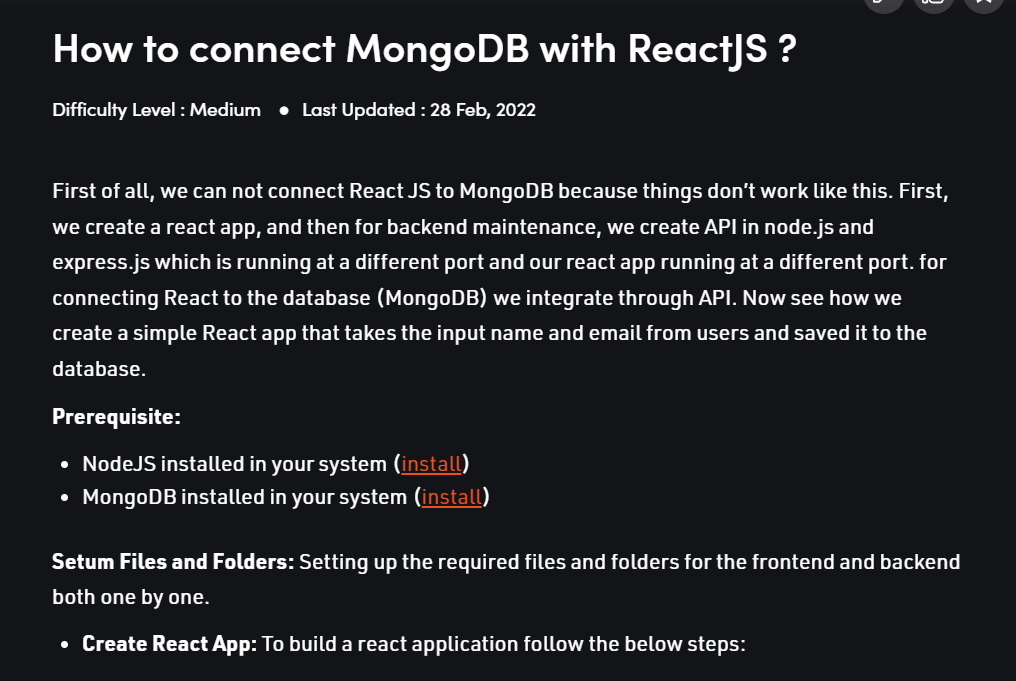 How to connect MongoDB with ReactJS ?
Difficulty Level : Medium ● Last Updated : 28 Feb, 2022
First of all, we can not connect React JS to MongoDB because things don’t work like this. First,
we create a react app, and then for backend maintenance, we create API in node.js and
express.js which is running at a different port and our react app running at a different port. for
connecting React to the database (MongoDB) we integrate through API. Now see how we
create a simple React app that takes the input name and email from users and saved it to the
database.
Prerequisite:
• NodeJS installed in your system (install)
• MongoDB installed in your system (install)
Setum Files and Folders: Setting up the required files and folders for the frontend and backend
both one by one.
• Create React App: To build a react application follow the below steps: